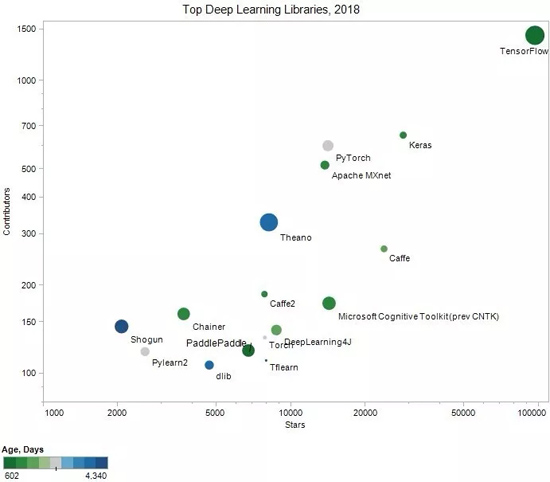 Top Deep Learning Libraries, 2018
1500
TensorFlow
1000
700
Keras
PyTorch
500
Apache MXnet
400
Contributors
300
Theano
Caffe
200
Caffe2
Microsoft Cognitive Toolkit(prev CNTK)
150
Chainer
Shogun
PaddlePaddle
Torch
DeepLearning4J
Pylearn2
Tflearn
dlib
100
1000 2000 5000 10000 20000 50000 100000
Stars
Age, Days
602 4,340